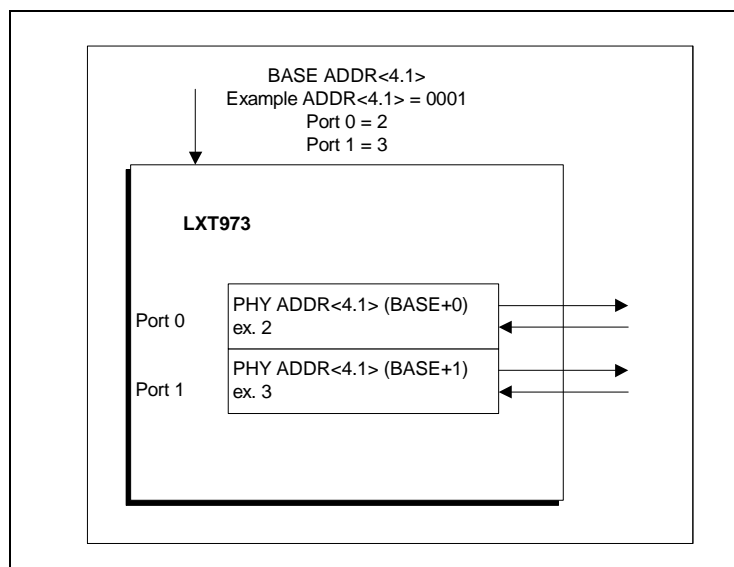 BASE ADDR<4.1>
Example ADDR<4.1> = 0001
Port 0 = 2
Port 1 = 3
LXT973
Port 0
PHY ADDR<4.1> (BASE+0)
ex. 2
Port 1
PHY ADDR<4.1> (BASE+1)
ex. 3